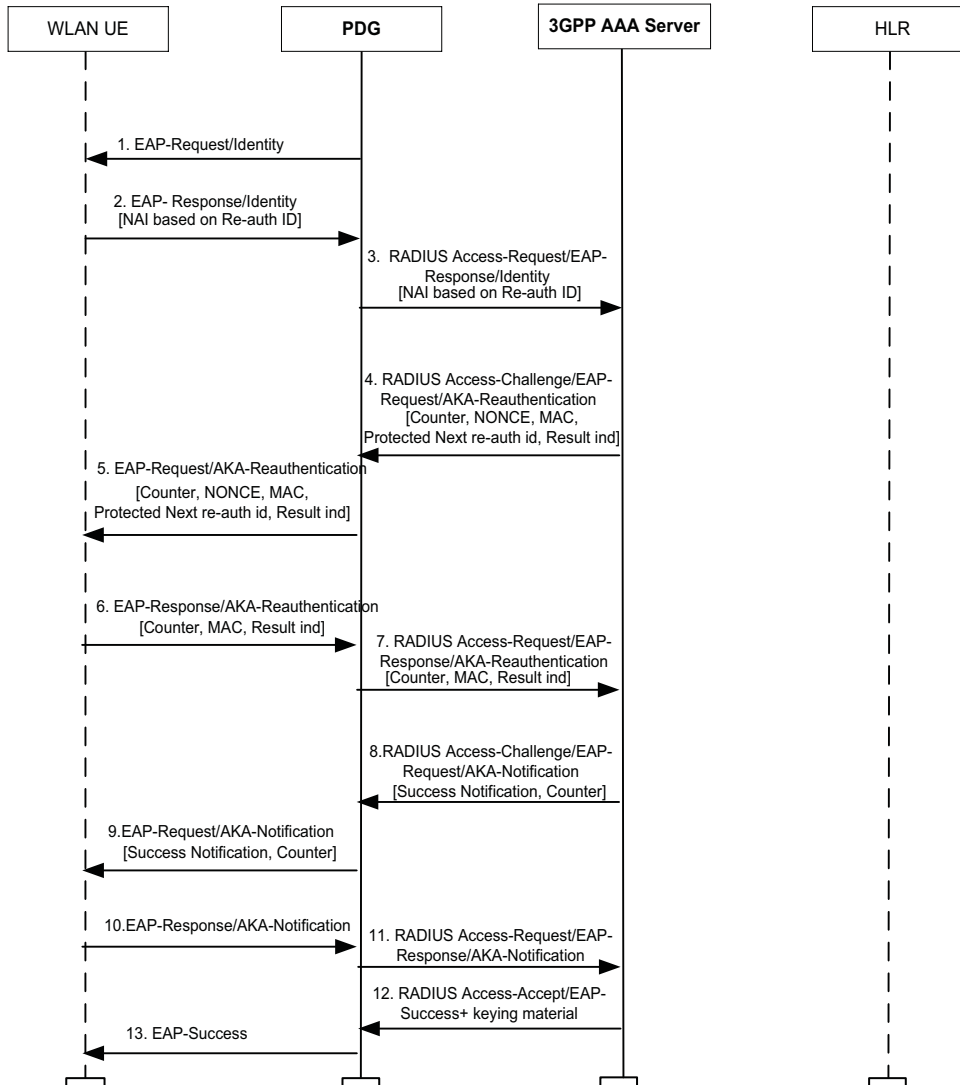 WLAN UE
PDG
3GPP AAA Server
HLR
1. EAP-Request/Identity
2. EAP- Response/Identity
[NAI based on Re-auth ID]
3. RADIUS Access-Request/EAP-
Response/Identity
[NAI based on Re-auth ID]
4. RADIUS Access-Challenge/EAP-
Request/AKA-Reauthentication
[Counter, NONCE, MAC,
Protected Next re-auth id, Result ind]
5. EAP-Request/AKA-Reauthentication
[Counter, NONCE, MAC,
Protected Next re-auth id, Result ind]
6. EAP-Response/AKA-Reauthentication
[Counter, MAC, Result ind]
7. RADIUS Access-Request/EAP-
Response/AKA-Reauthentication
[Counter, MAC, Result ind]
8.RADIUS Access-Challenge/EAP-
Request/AKA-Notification
[Success Notification, Counter]
9.EAP-Request/AKA-Notification
[Success Notification, Counter]
10.EAP-Response/AKA-Notification
11. RADIUS Access-Request/EAP-
Response/AKA-Notification
12. RADIUS Access-Accept/EAP-
Success+ keying material
13. EAP-Success